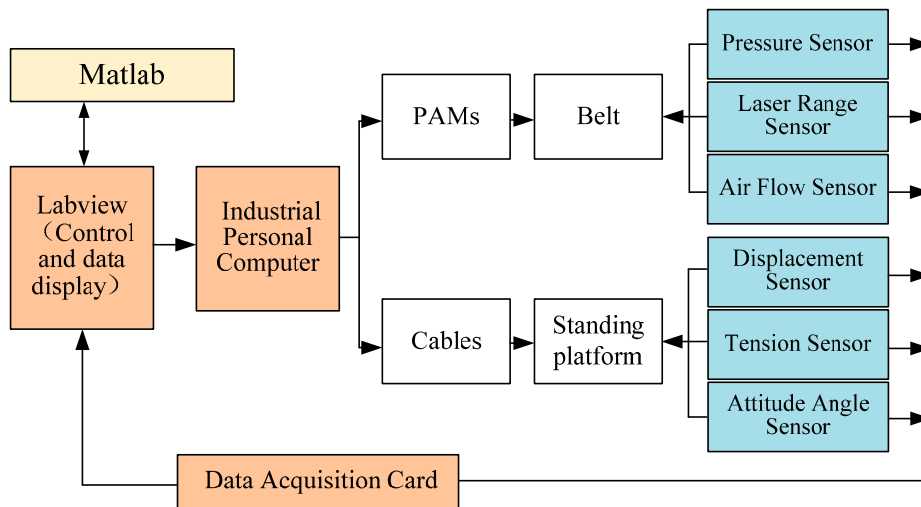 Matlab
Labview
（Control
and data
display）
Industrial
Personal
Computer
PAMs
Belt
Pressure Sensor
Laser Range
Sensor
Air Flow Sensor
Cables
Standing
platform
Displacement
Sensor
Tension Sensor
Attitude Angle
Sensor
Data Acquisition Card